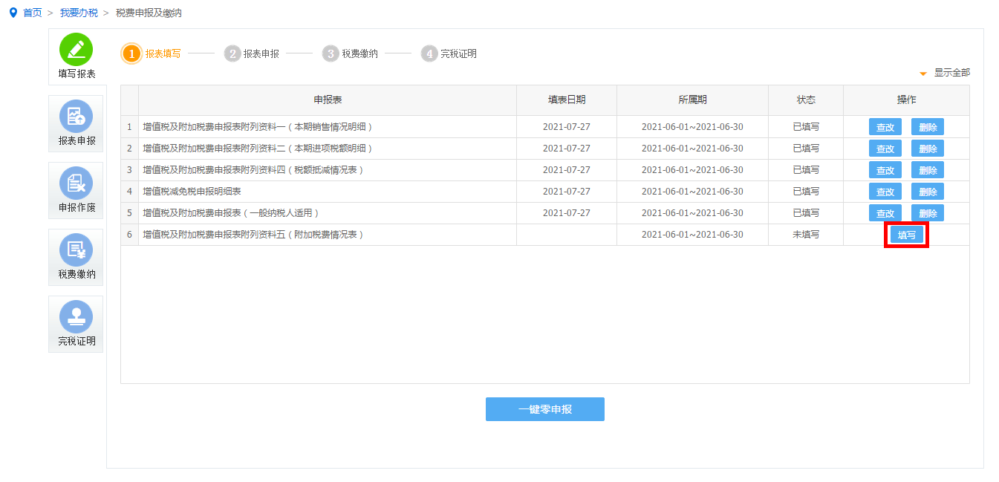 首页 > 我要办税 > 税费申报及缴纳
填写报表
报表申报
申报作废
税费缴纳
完税证明
1 报表填写 2 报表申报 3 税费缴纳 4 完税证明
显示全部
申报表 填表日期 所属期 状态 操作
1 增值税及附加税费申报表附列资料一（本期销售情况明细） 2021-07-27 2021-06-01~2021-06-30 已填写 查改 删除
2 增值税及附加税费申报表附列资料二（本期进项税额明细） 2021-07-27 2021-06-01~2021-06-30 已填写 查改 删除
3 增值税及附加税费申报表附列资料四（税额抵减情况表） 2021-07-27 2021-06-01~2021-06-30 已填写 查改 删除
4 增值税减免税申报明细表 2021-07-27 2021-06-01~2021-06-30 已填写 查改 删除
5 增值税及附加税费申报表（一般纳税人适用） 2021-07-27 2021-06-01~2021-06-30 已填写 查改 删除
6 增值税及附加税费申报表附列资料五（附加税费情况表） 2021-06-01~2021-06-30 未填写 填写
一键零申报